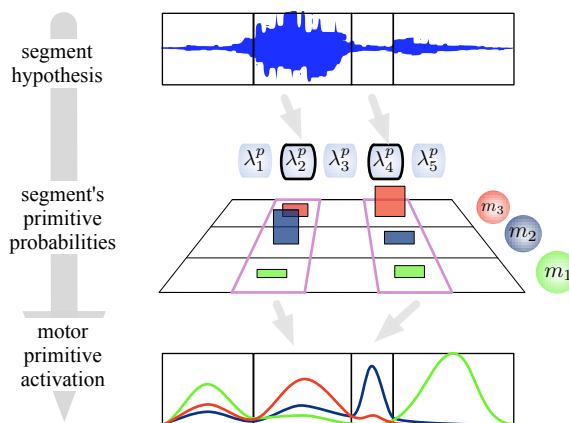 segment
hypothesis
λ₁ᵖ λ₂ᵖ λ₃ᵖ λ₄ᵖ λ₅ᵖ
segment's
primitive
probabilities
m₃
m₂
m₁
motor
primitive
activation